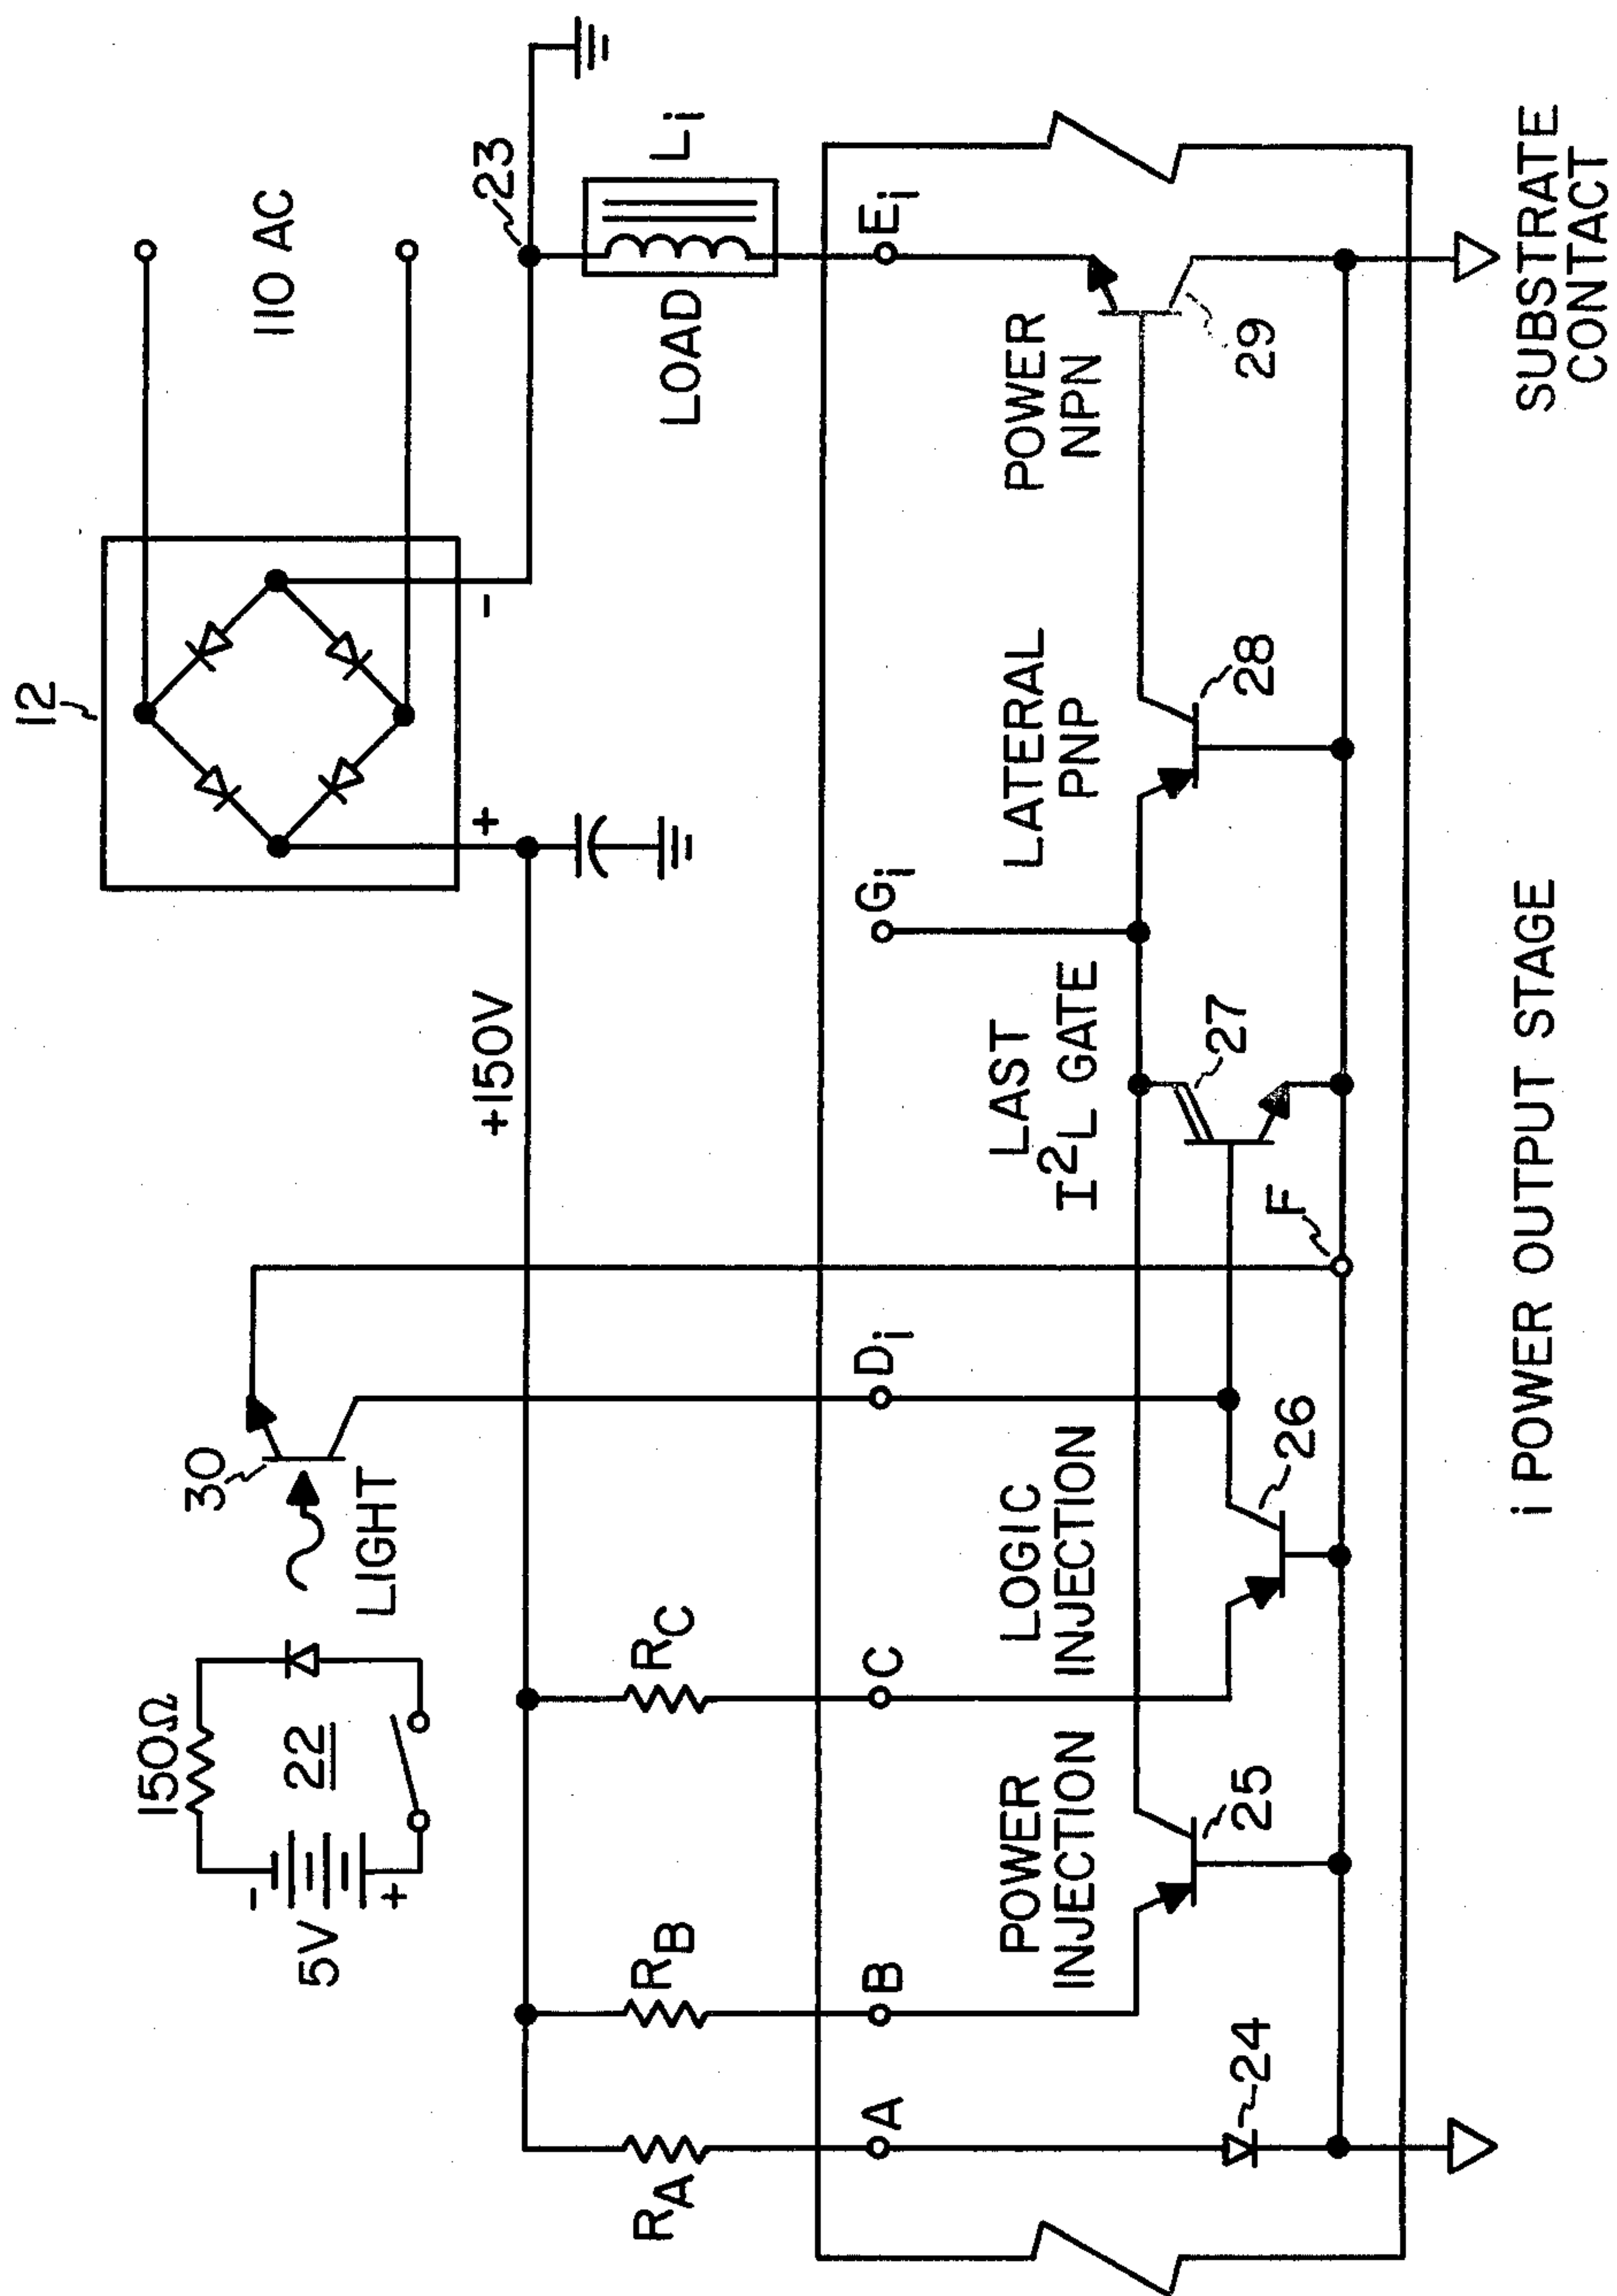 12
110 AC
+
-
+150V
23
LOAD
Li
30
LIGHT
150Ω
22
5V
-
+
RA
RB
RC
A
B
C
Di
F
Gi
Ei
POWER
INJECTION
LOGIC
INJECTION
LAST
I²L GATE
LATERAL
PNP
POWER
NPN
24
25
26
27
28
29
SUBSTRATE
CONTACT
i POWER OUTPUT STAGE